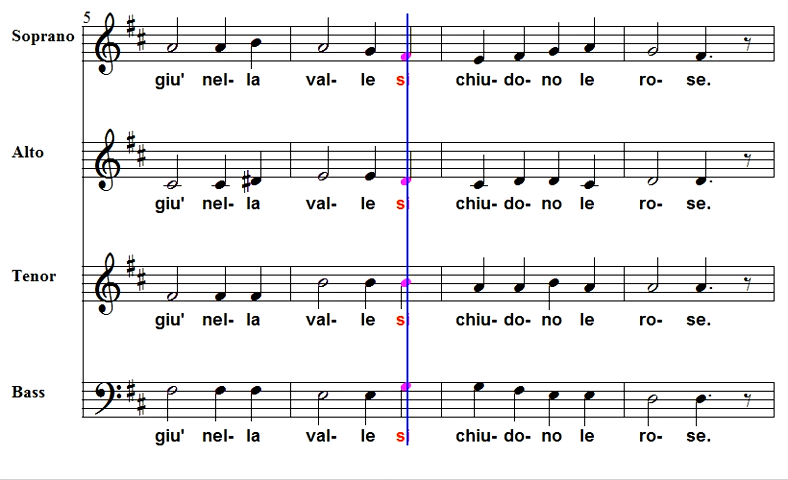 5
Soprano
giu' nel- la val- le si chiu- do- no le ro- se.
Alto
giu' nel- la val- le si chiu- do- no le ro- se.
Tenor
giu' nel- la val- le si chiu- do- no le ro- se.
Bass
giu' nel- la val- le si chiu- do- no le ro- se.